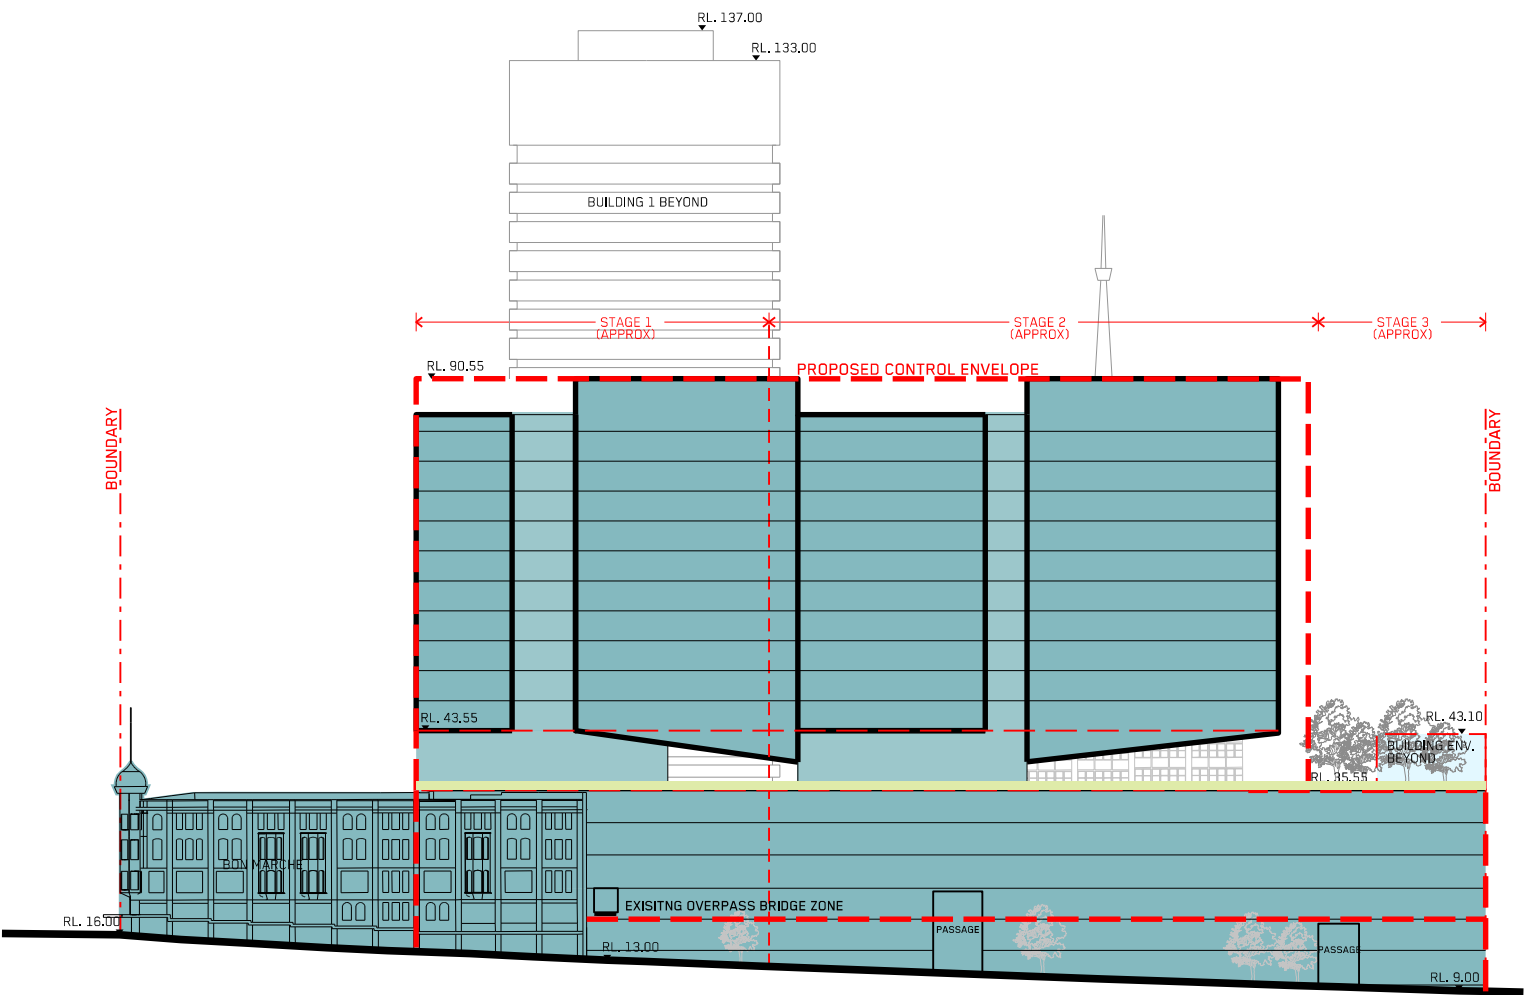 RL. 137.00
RL. 133.00
BUILDING 1 BEYOND
STAGE 1
(APPROX)
STAGE 2
(APPROX)
STAGE 3
(APPROX)
RL. 90.55
PROPOSED CONTROL ENVELOPE
BOUNDARY
BOUNDARY
RL. 43.55
RL. 43.10
BUILDING ENV.
BEYOND
RL. 35.55
BON MARCHE
EXISITNG OVERPASS BRIDGE ZONE
RL. 16.00
PASSAGE
RL. 13.00
PASSAGE
RL. 9.00